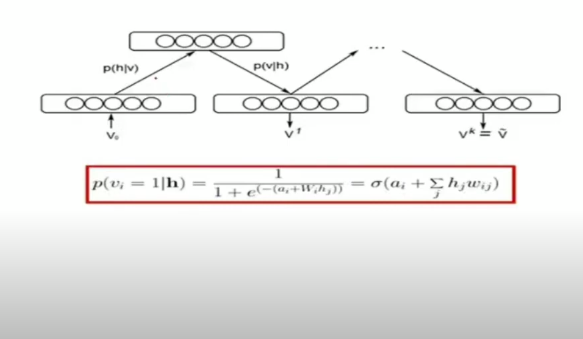 ...
p(h|v) p(v|h)
v₀ v¹ vᵏ = ṽ
p(vᵢ = 1|h) = 1 / (1 + e^(−(aᵢ+Wᵢhⱼ))) = σ(aᵢ + Σⱼ hⱼwᵢⱼ)